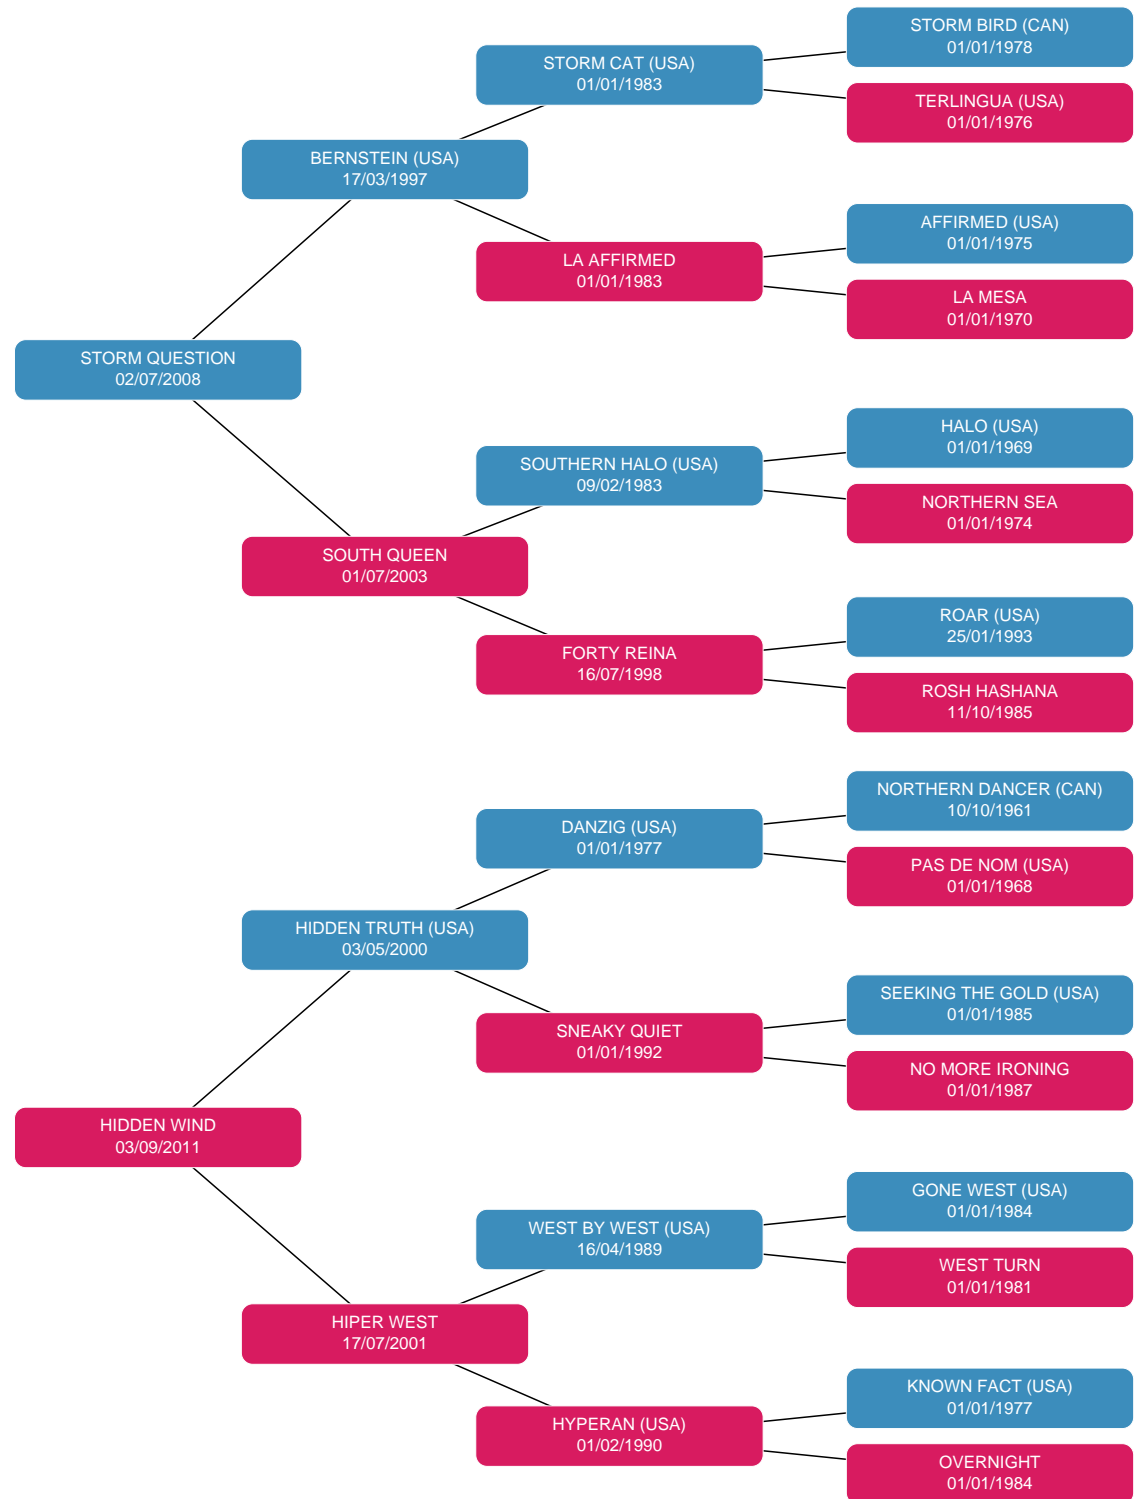 STORM BIRD (CAN)
01/01/1978
STORM CAT (USA)
01/01/1983
TERLINGUA (USA)
01/01/1976
BERNSTEIN (USA)
17/03/1997
AFFIRMED (USA)
01/01/1975
LA AFFIRMED
01/01/1983
LA MESA
01/01/1970
STORM QUESTION
02/07/2008
HALO (USA)
01/01/1969
SOUTHERN HALO (USA)
09/02/1983
NORTHERN SEA
01/01/1974
SOUTH QUEEN
01/07/2003
ROAR (USA)
25/01/1993
FORTY REINA
16/07/1998
ROSH HASHANA
11/10/1985
NORTHERN DANCER (CAN)
10/10/1961
DANZIG (USA)
01/01/1977
PAS DE NOM (USA)
01/01/1968
HIDDEN TRUTH (USA)
03/05/2000
SEEKING THE GOLD (USA)
01/01/1985
SNEAKY QUIET
01/01/1992
NO MORE IRONING
01/01/1987
HIDDEN WIND
03/09/2011
GONE WEST (USA)
01/01/1984
WEST BY WEST (USA)
16/04/1989
WEST TURN
01/01/1981
HIPER WEST
17/07/2001
KNOWN FACT (USA)
01/01/1977
HYPERAN (USA)
01/02/1990
OVERNIGHT
01/01/1984